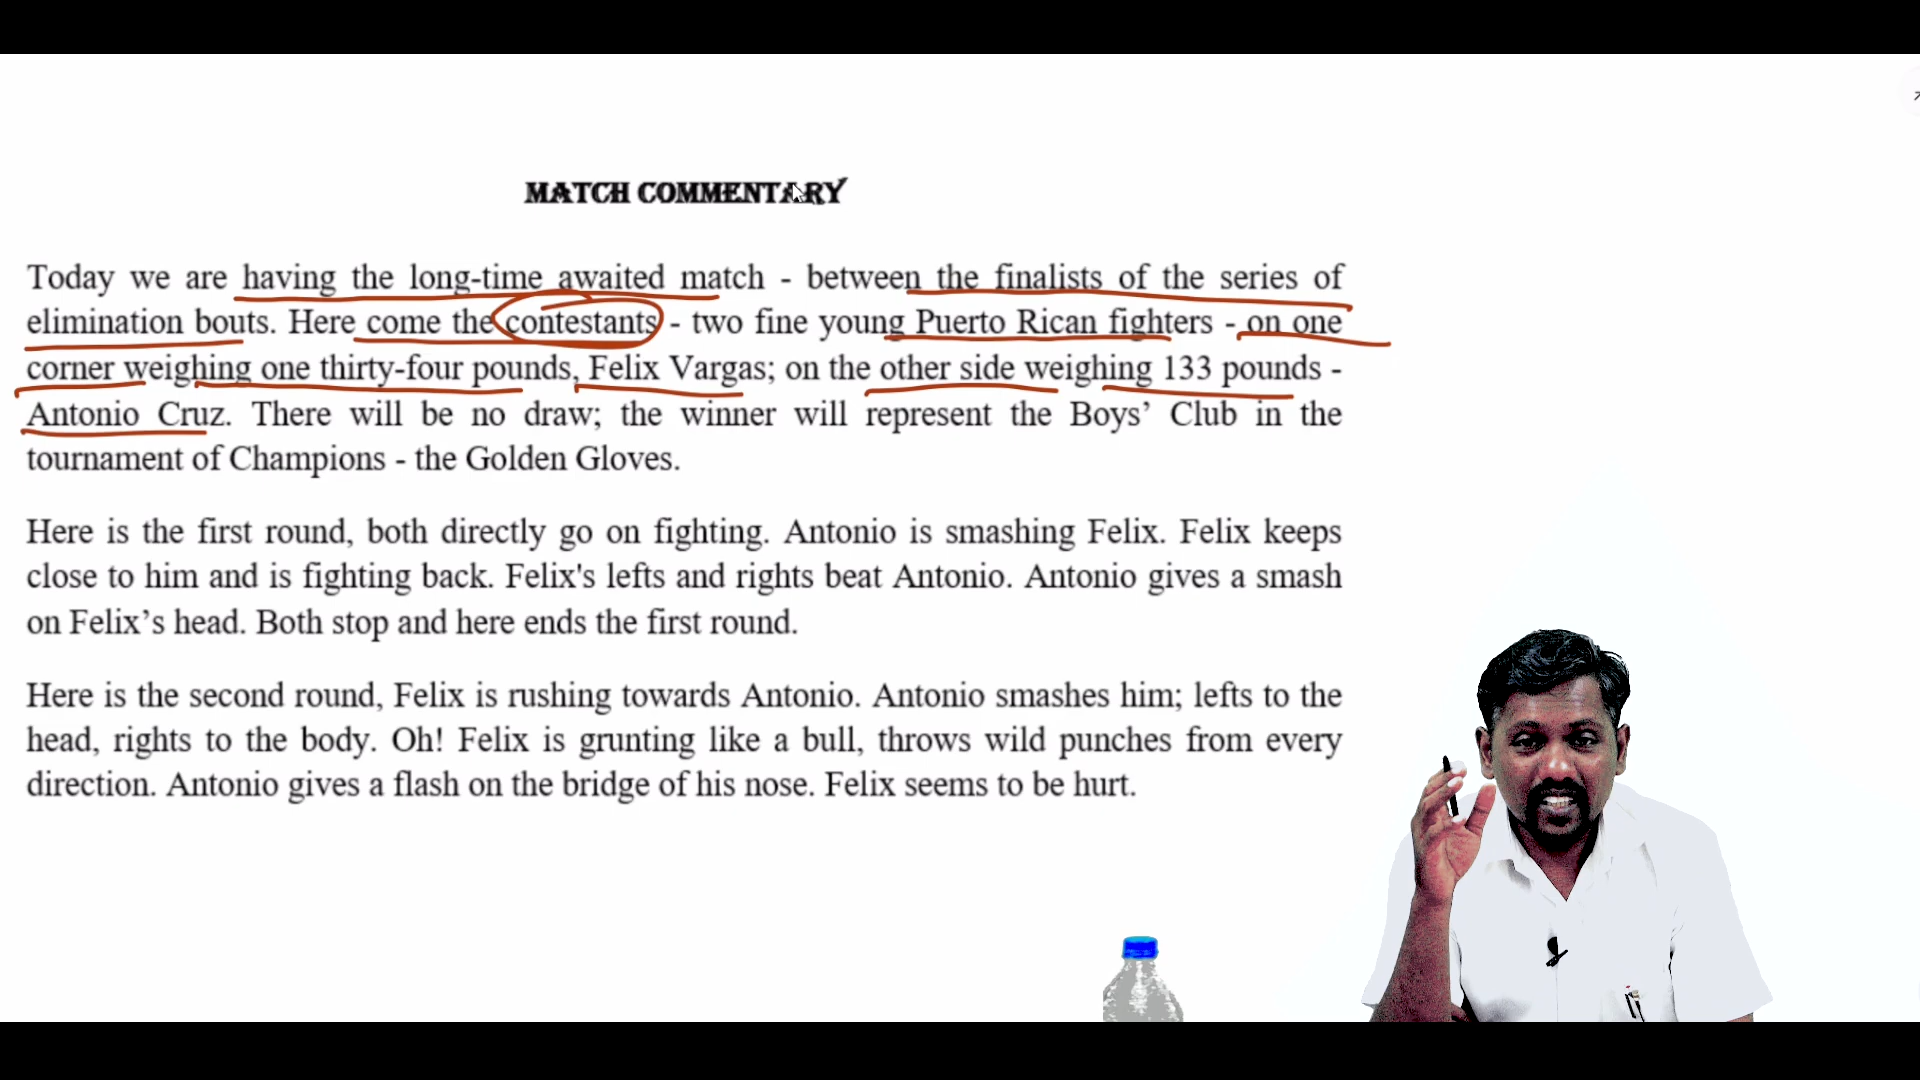 MATCH COMMENTARY
Today we are having the long-time awaited match - between the finalists of the series of
elimination bouts. Here come the contestants - two fine young Puerto Rican fighters - on one
corner weighing one thirty-four pounds, Felix Vargas; on the other side weighing 133 pounds -
Antonio Cruz. There will be no draw; the winner will represent the Boys’ Club in the
tournament of Champions - the Golden Gloves.
Here is the first round, both directly go on fighting. Antonio is smashing Felix. Felix keeps
close to him and is fighting back. Felix's lefts and rights beat Antonio. Antonio gives a smash
on Felix’s head. Both stop and here ends the first round.
Here is the second round, Felix is rushing towards Antonio. Antonio smashes him; lefts to the
head, rights to the body. Oh! Felix is grunting like a bull, throws wild punches from every
direction. Antonio gives a flash on the bridge of his nose. Felix seems to be hurt.